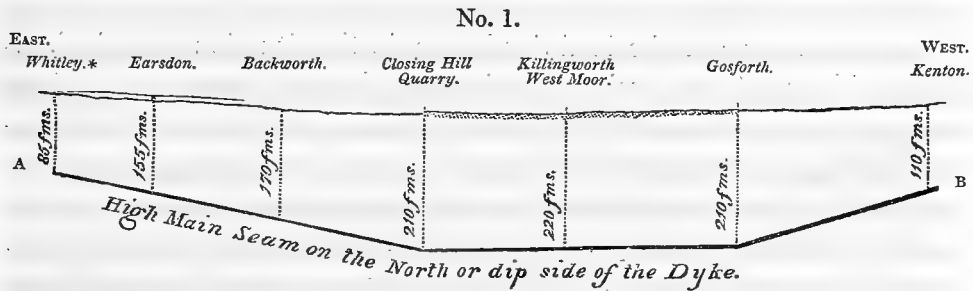 No. 1.
EAST.
WEST.
Whitley.*
Earsdon.
Backworth.
Closing Hill
Quarry.
Killingworth
West Moor.
Gosforth.
Kenton.
A
85 fms.
155 fms.
170 fms.
210 fms.
220 fms.
210 fms.
110 fms.
B
High Main Seam on the North or dip side of the Dyke.